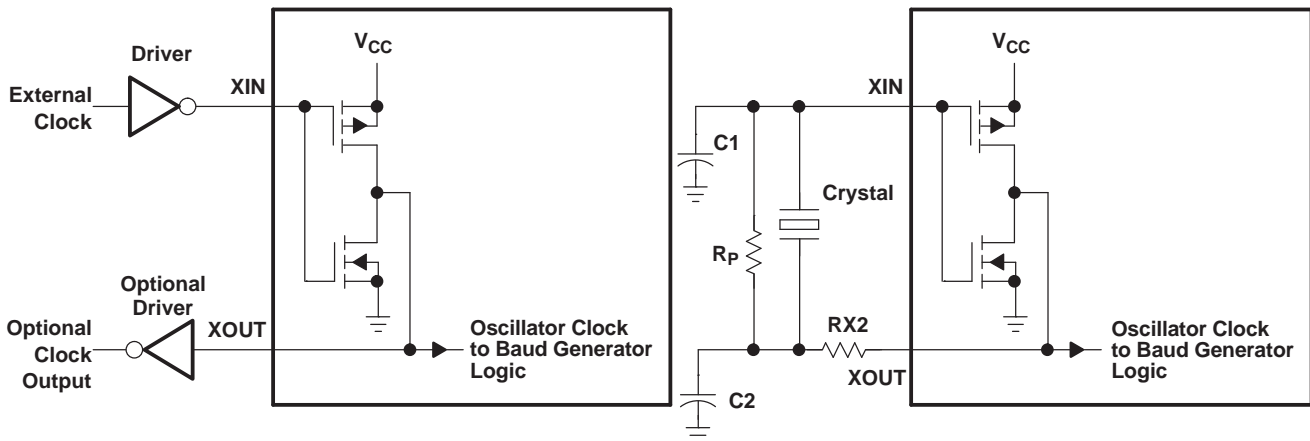 Driver
External
Clock
XIN
VCC
Optional
Driver
Optional
Clock
Output
XOUT
Oscillator Clock
to Baud Generator
Logic
C1
XIN
VCC
Crystal
RP
RX2
C2
XOUT
Oscillator Clock
to Baud Generator
Logic